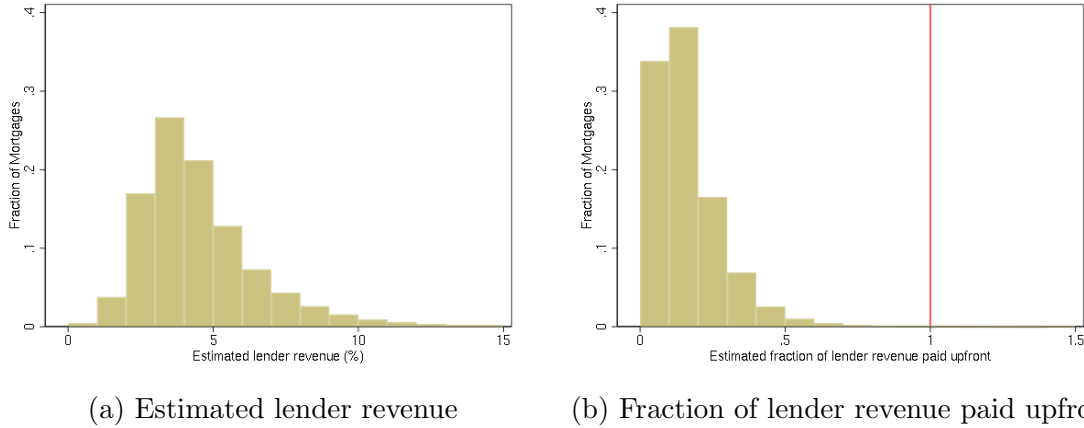 .4
.3
.2
.1
0
Fraction of Mortgages
0 5 10 15
Estimated lender revenue (%)
(a) Estimated lender revenue
.4
.3
.2
.1
0
Fraction of Mortgages
0 .5 1 1.5
Estimated fraction of lender revenue paid upfront
(b) Fraction of lender revenue paid upfro